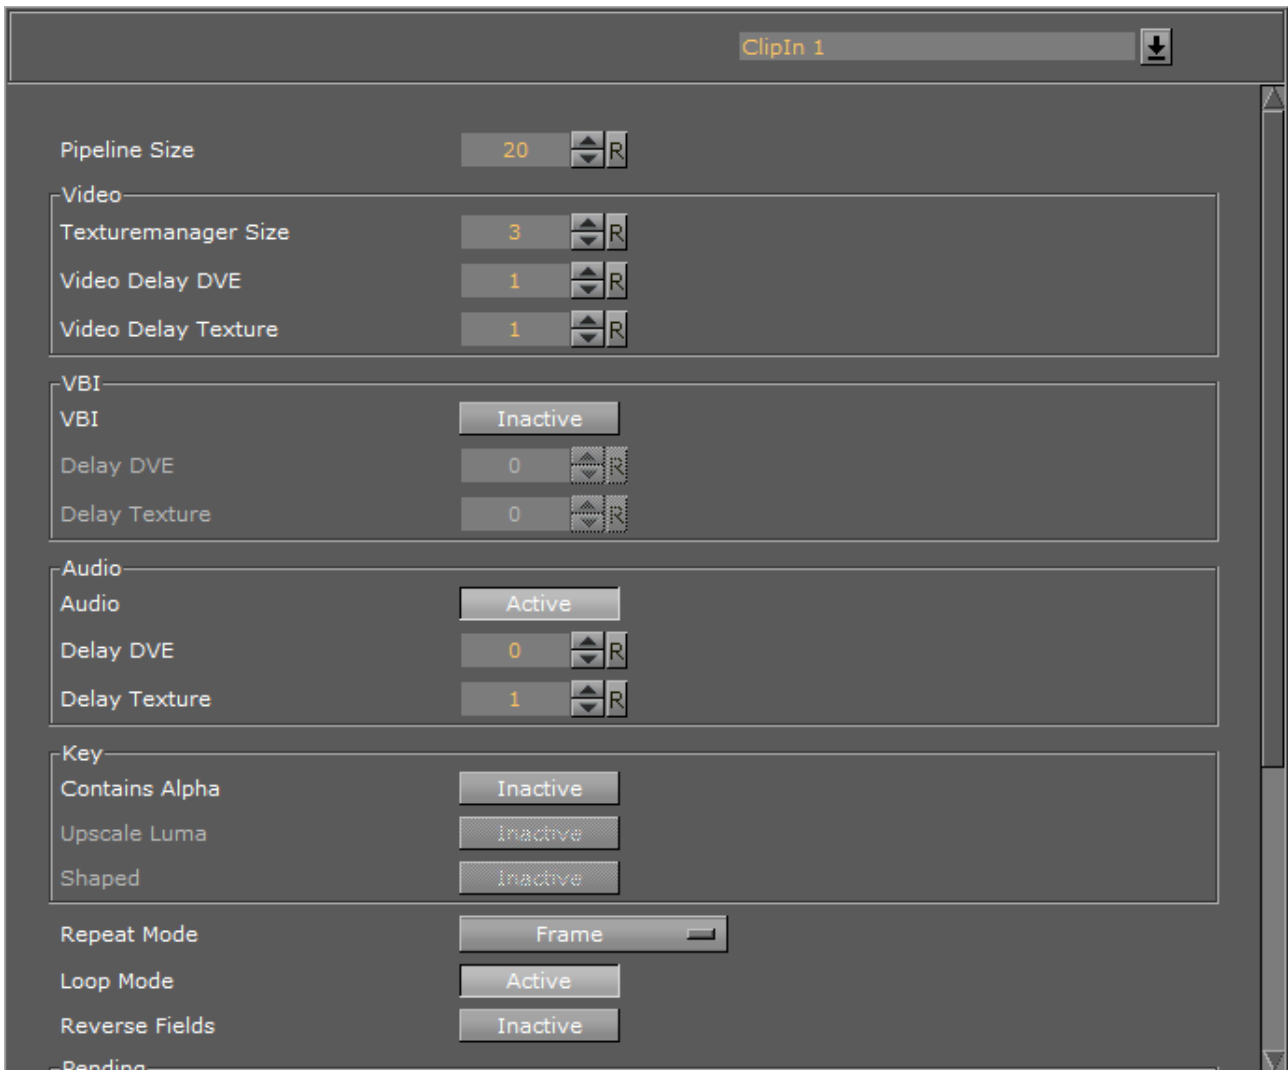 ClipIn 1
Pipeline Size 20 R
Video
Texturemanager Size 3 R
Video Delay DVE 1 R
Video Delay Texture 1 R
VBI
VBI Inactive
Delay DVE 0 R
Delay Texture 0 R
Audio
Audio Active
Delay DVE 0 R
Delay Texture 1 R
Key
Contains Alpha Inactive
Upscale Luma Inactive
Shaped Inactive
Repeat Mode Frame
Loop Mode Active
Reverse Fields Inactive
Pending